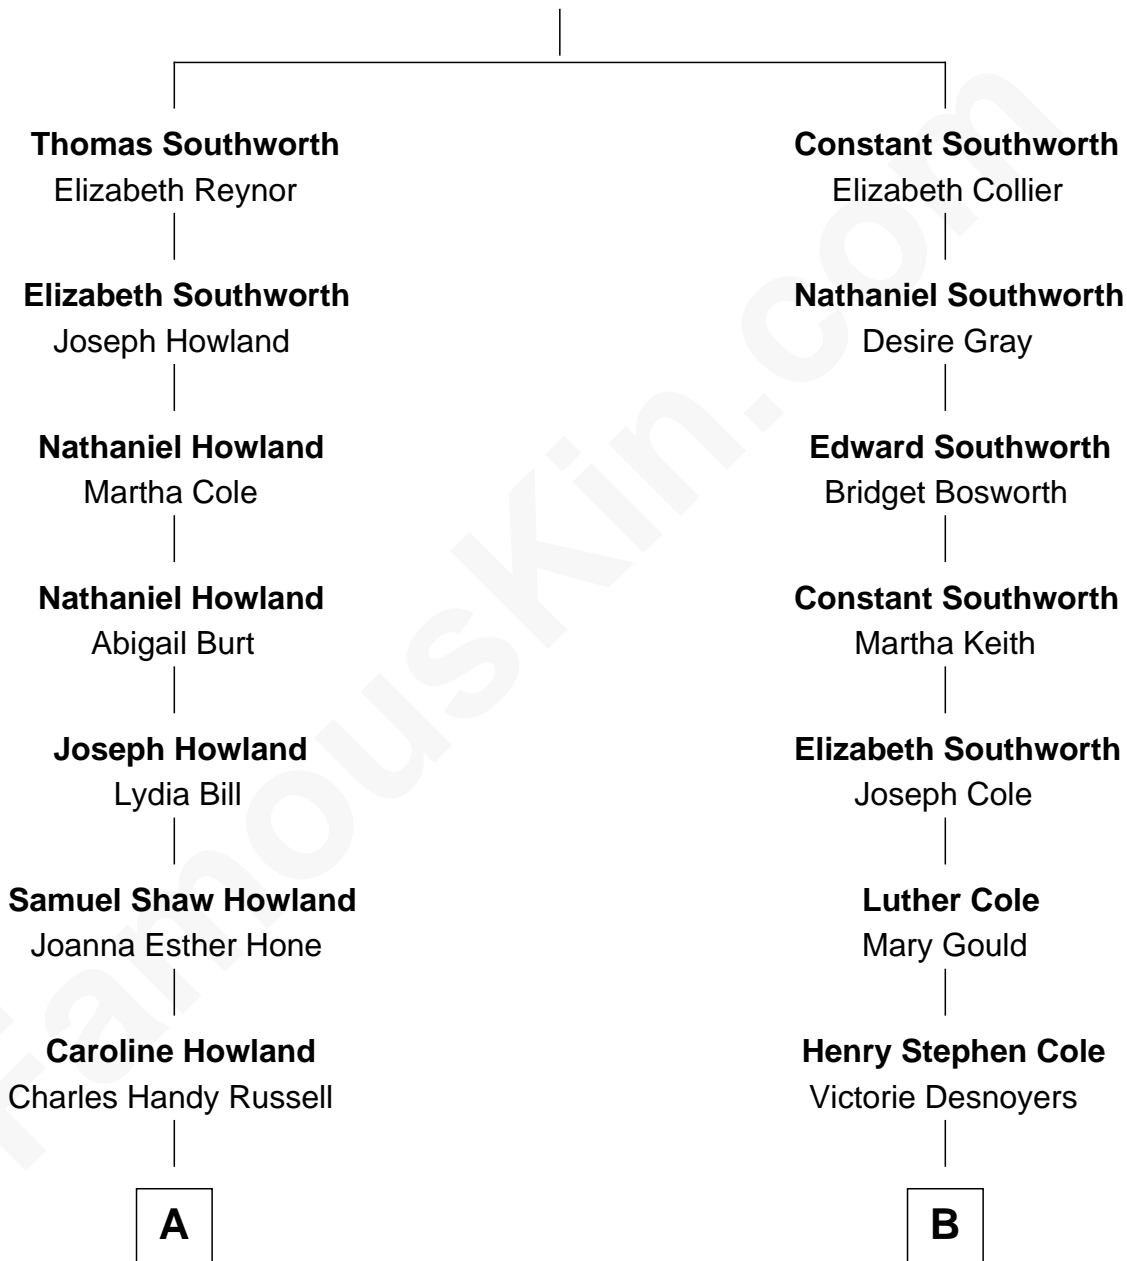 Thomas Southworth
Elizabeth Reynor
Elizabeth Southworth
Joseph Howland
Nathaniel Howland
Martha Cole
Nathaniel Howland
Abigail Burt
Joseph Howland
Lydia Bill
Samuel Shaw Howland
Joanna Esther Hone
Caroline Howland
Charles Handy Russell
A
Constant Southworth
Elizabeth Collier
Nathaniel Southworth
Desire Gray
Edward Southworth
Bridget Bosworth
Constant Southworth
Martha Keith
Elizabeth Southworth
Joseph Cole
Luther Cole
Mary Gould
Henry Stephen Cole
Victorie Desnoyers
B
FamousKin.com